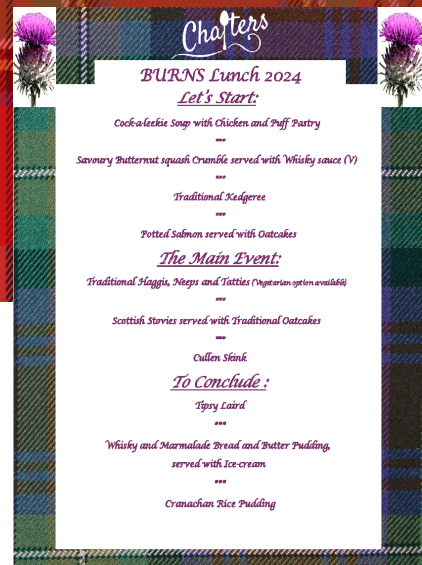 Chapters
BURNS Lunch 2024
Let's Start:
Cock-a-leekie Soup with Chicken and Puff Pastry
***
Savoury Butternut squash Crumble served with Whisky sauce (V)
***
Traditional Kedgeree
***
Potted Salmon served with Oatcakes
The Main Event:
Traditional Haggis, Neeps and Tatties (Vegetarian option available)
***
Scottish Stovies served with Traditional Oatcakes
***
Cullen Skink
To Conclude :
Tipsy Laird
***
Whisky and Marmalade Bread and Butter Pudding,
served with Ice-cream
***
Cranachan Rice Pudding